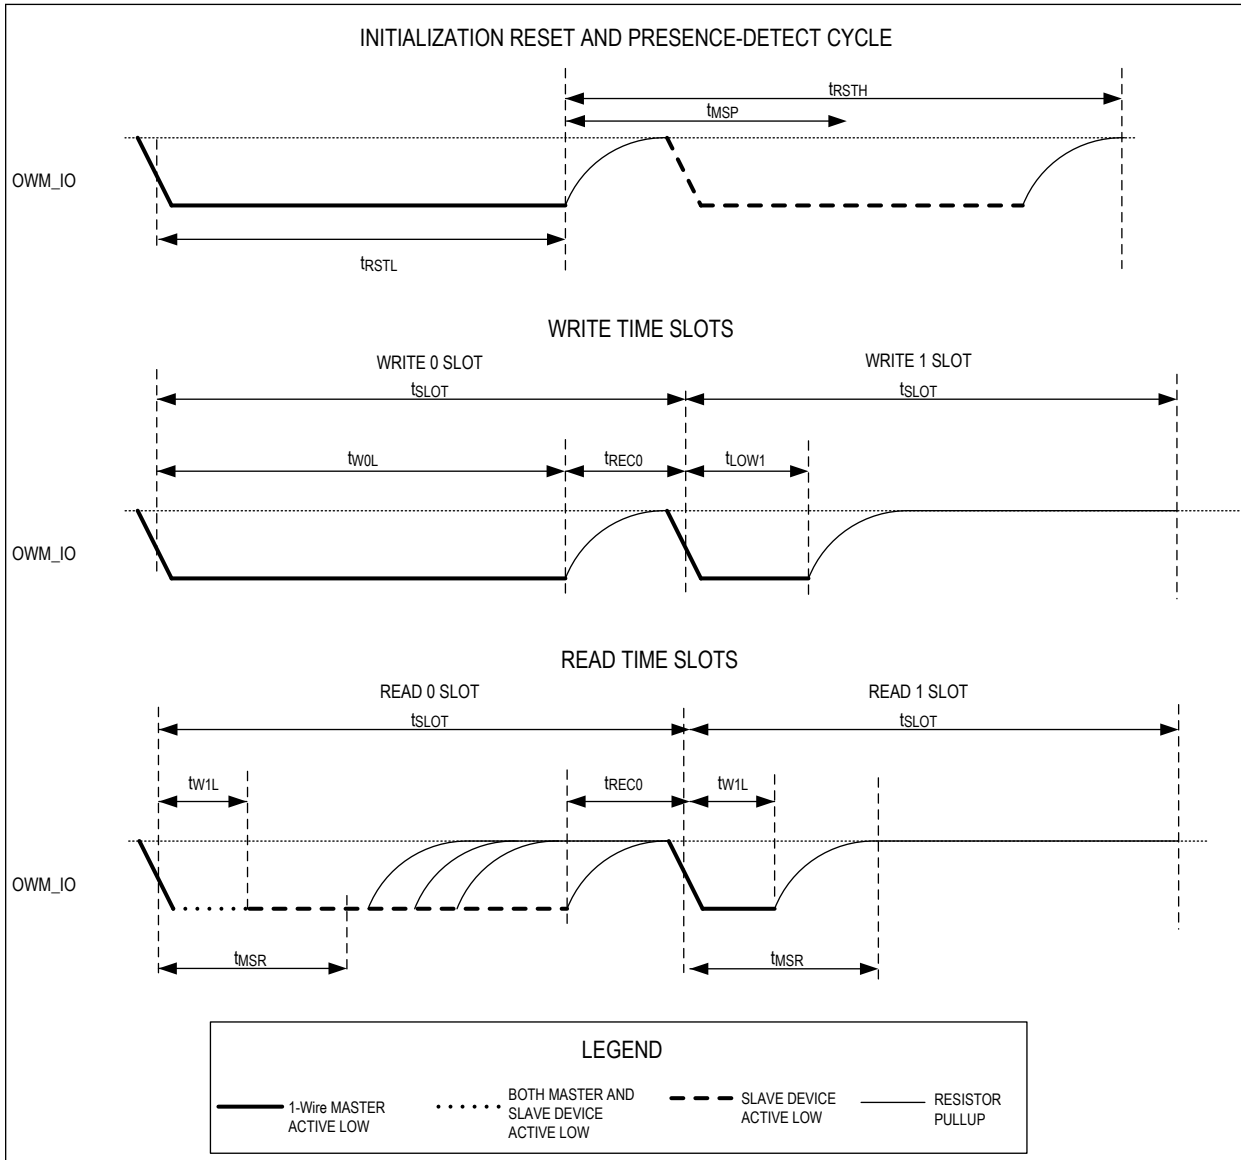 INITIALIZATION RESET AND PRESENCE-DETECT CYCLE
tRSTH
tMSP
OWM_IO
tRSTL
WRITE TIME SLOTS
WRITE 0 SLOT
WRITE 1 SLOT
tSLOT
tSLOT
tW0L
tREC0
tLOW1
OWM_IO
READ TIME SLOTS
READ 0 SLOT
READ 1 SLOT
tSLOT
tSLOT
tW1L
tREC0
tW1L
OWM_IO
tMSR
tMSR
LEGEND
1-Wire MASTER
ACTIVE LOW
BOTH MASTER AND
SLAVE DEVICE
ACTIVE LOW
SLAVE DEVICE
ACTIVE LOW
RESISTOR
PULLUP